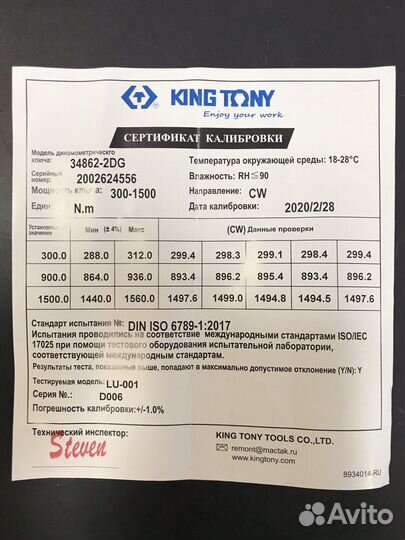 KING TONY
Enjoy your work
СЕРТИФИКАТ КАЛИБРОВКИ
Модель динамометрического
ключа: 34862-2DG
Серийный
номер: 2002624556
Мощность ключа: 300-1500
Един. N.m
Температура окружающей среды: 18-28°C
Влажность: RH≦90
Направление: CW
Дата калибровки: 2020/2/28
значение Мин (± 4%) Макс (CW) Данные проверки
300.0 288.0 312.0 299.4 298.3 299.1 298.4 299.4
900.0 864.0 936.0 893.4 896.2 895.4 893.4 896.2
1500.0 1440.0 1560.0 1497.6 1499.0 1494.8 1494.5 1497.6
Стандарт испытания №: DIN ISO 6789-1:2017
Испытания проводились на соответствие международными стандартами ISO/IEC
17025 при помощи тестового оборудования испытательной лаборатории,
соответствующей международным стандартам.
Результаты теста, показанные выше, попадают в максимально допустимое отклонение (Y/N): Y
Тестируемая модель: LU-001
Серия №.: D006
Погрешность калибровки:+/-1.0%
Технический инспектор:
Steven
KING TONY TOOLS CO.,LTD.
remont@mactak.ru
www.kingtony.com
8934014-RU
Avito